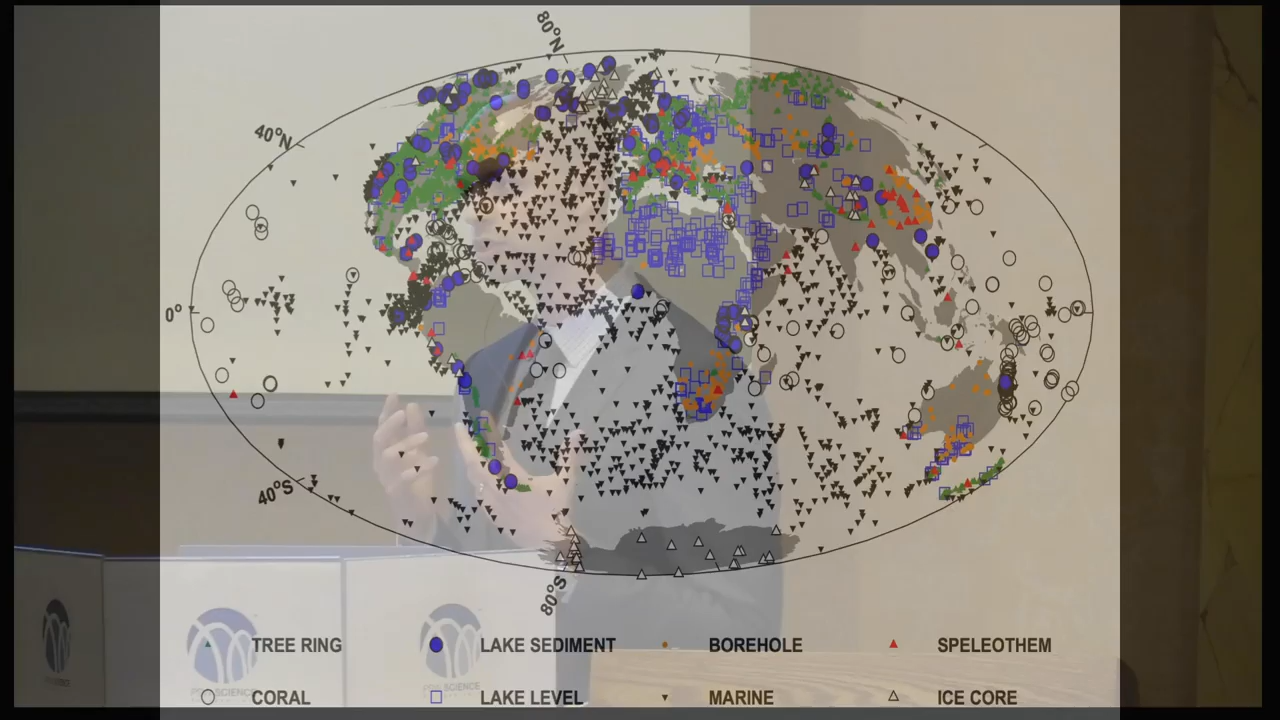 80°N
40°N
0°
40°S
80°S
TREE RING
LAKE SEDIMENT
BOREHOLE
SPELEOTHEM
CORAL
LAKE LEVEL
MARINE
ICE CORE